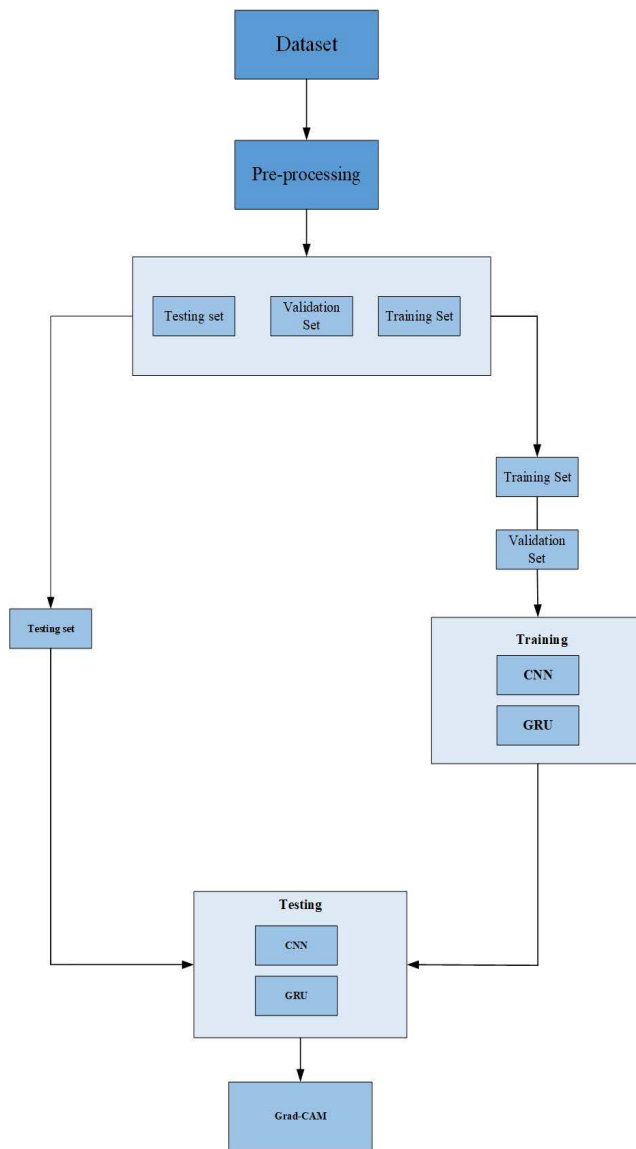 Dataset
Pre-processing
Testing set
Validation
Set
Training Set
Training Set
Validation
Set
Testing set
Training
CNN
GRU
Testing
CNN
GRU
Grad-CAM